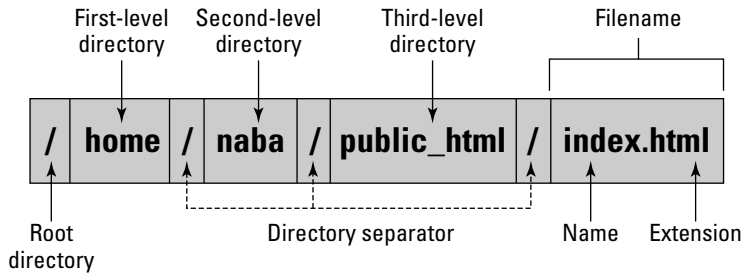 First-level directory
Second-level directory
Third-level directory
Filename
/ home / naba / public_html / index.html
Root directory
Directory separator
Name
Extension